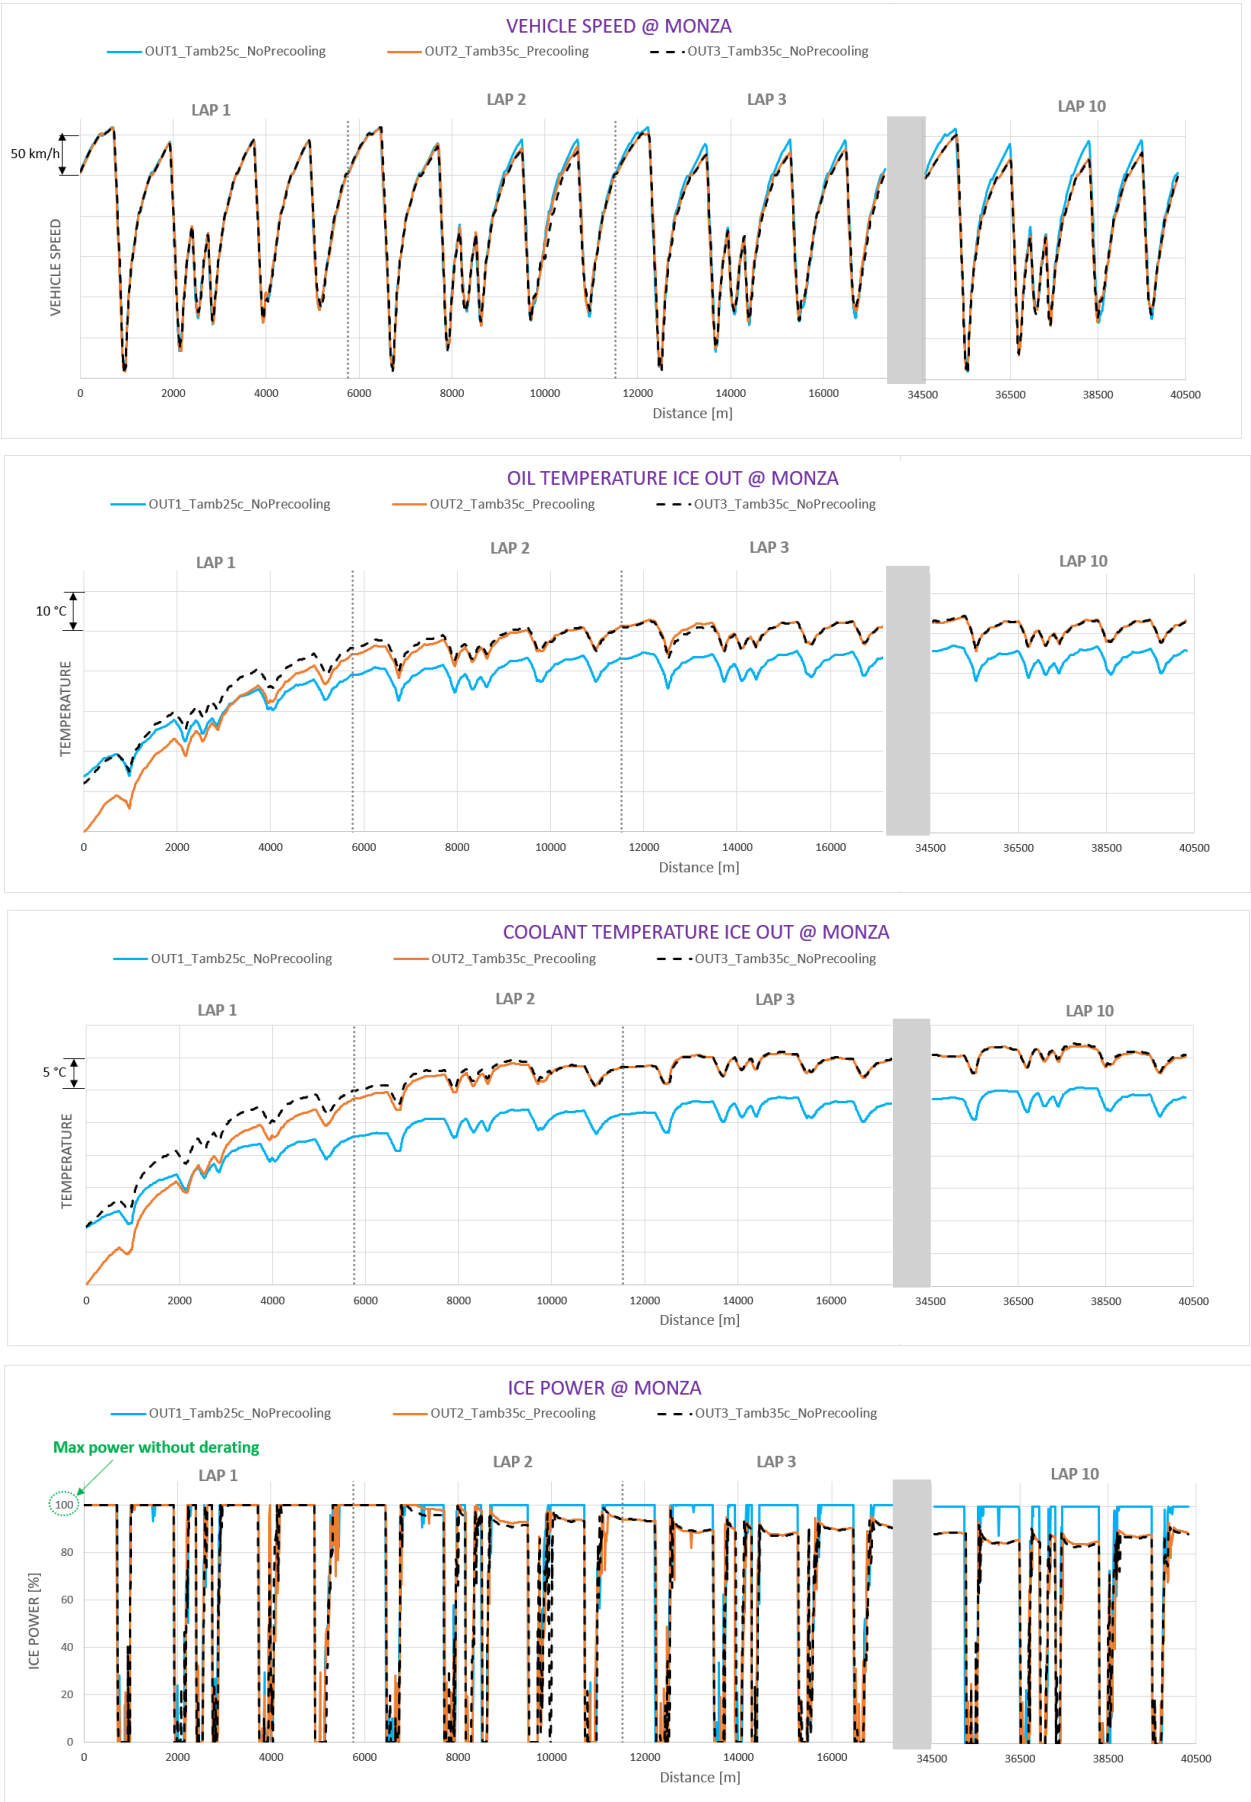 VEHICLE SPEED @ MONZA
OUT1_Tamb25c_NoPrecooling OUT2_Tamb35c_Precooling OUT3_Tamb35c_NoPrecooling
LAP 1 LAP 2 LAP 3 LAP 10
50 km/h
VEHICLE SPEED
0 2000 4000 6000 8000 10000 12000 14000 16000 34500 36500 38500 40500
Distance [m]
OIL TEMPERATURE ICE OUT @ MONZA
OUT1_Tamb25c_NoPrecooling OUT2_Tamb35c_Precooling OUT3_Tamb35c_NoPrecooling
LAP 1 LAP 2 LAP 3 LAP 10
10 °C
TEMPERATURE
0 2000 4000 6000 8000 10000 12000 14000 16000 34500 36500 38500 40500
Distance [m]
COOLANT TEMPERATURE ICE OUT @ MONZA
OUT1_Tamb25c_NoPrecooling OUT2_Tamb35c_Precooling OUT3_Tamb35c_NoPrecooling
LAP 1 LAP 2 LAP 3 LAP 10
5 °C
TEMPERATURE
0 2000 4000 6000 8000 10000 12000 14000 16000 34500 36500 38500 40500
Distance [m]
ICE POWER @ MONZA
OUT1_Tamb25c_NoPrecooling OUT2_Tamb35c_Precooling OUT3_Tamb35c_NoPrecooling
Max power without derating
LAP 1 LAP 2 LAP 3 LAP 10
100
80
60
40
20
0
ICE POWER [%]
0 2000 4000 6000 8000 10000 12000 14000 16000 34500 36500 38500 40500
Distance [m]